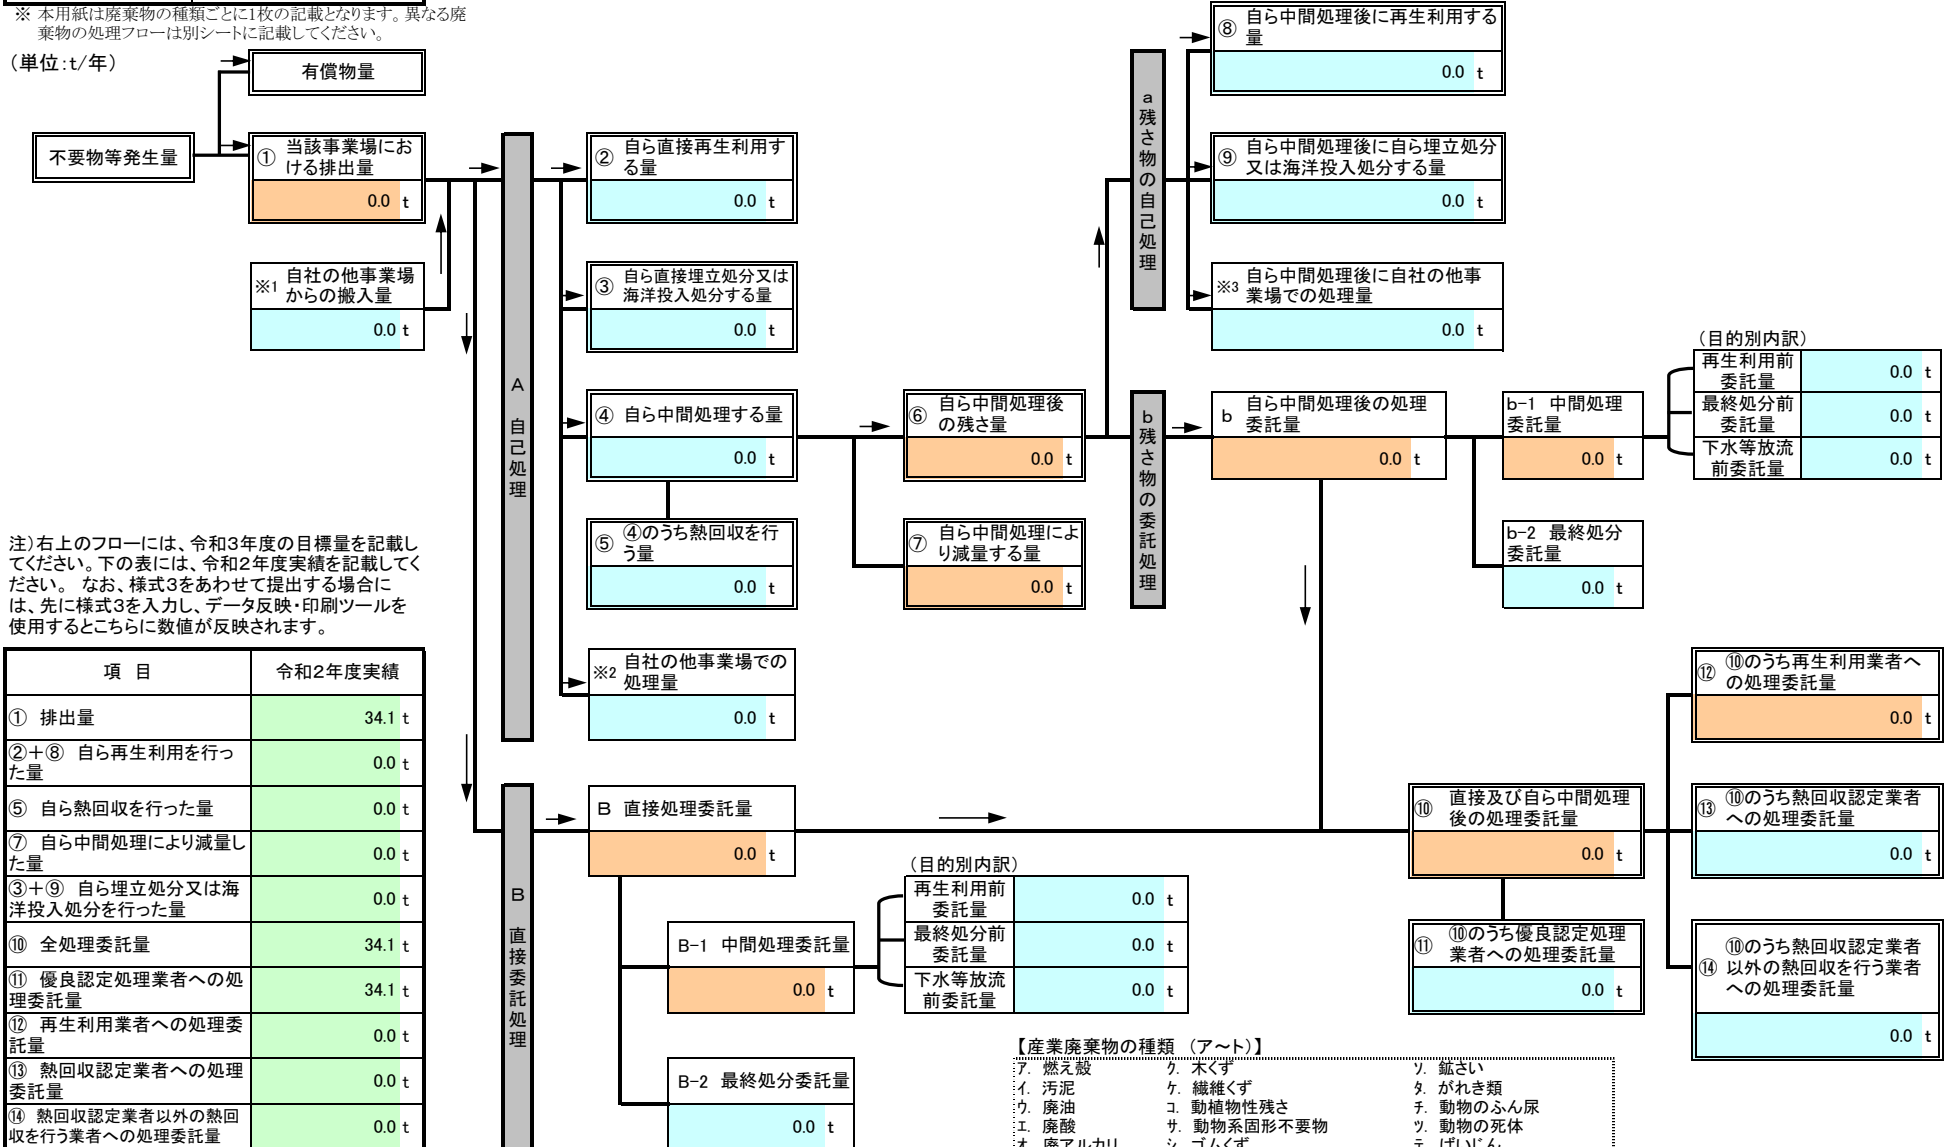 ※ 本用紙は廃棄物の種類ごとに1枚の記載となります。異なる廃
棄物の処理フローは別シートに記載してください。
（単位：t/年）
有償物量
不要物等発生量
① 当該事業場にお
ける排出量
0.0 t
※1 自社の他事業場
からの搬入量
0.0 t
A 自己処理
② 自ら直接再生利用す
る量
0.0 t
③ 自ら直接埋立処分又は
海洋投入処分する量
0.0 t
④ 自ら中間処理する量
0.0 t
⑤ ④のうち熱回収を行
う量
0.0 t
※2 自社の他事業場での
処理量
0.0 t
⑥ 自ら中間処理後
の残さ量
0.0 t
⑦ 自ら中間処理によ
り減量する量
0.0 t
a 残さ物の自己処理
⑧ 自ら中間処理後に再生利用する
量
0.0 t
⑨ 自ら中間処理後に自ら埋立処分
又は海洋投入処分する量
0.0 t
※3 自ら中間処理後に自社の他事
業場での処理量
0.0 t
b 残さ物の委託処理
b 自ら中間処理後の処理
委託量
0.0 t
b-1 中間処理
委託量
0.0 t
b-2 最終処分
委託量
0.0 t
（目的別内訳）
再生利用前
委託量
0.0 t
最終処分前
委託量
0.0 t
下水等放流
前委託量
0.0 t
注）右上のフローには、令和3年度の目標量を記載し
てください。下の表には、令和2年度実績を記載してく
ださい。 なお、様式3をあわせて提出する場合に
は、先に様式3を入力し、データ反映・印刷ツールを
使用するとこちらに数値が反映されます。
項 目 令和2年度実績
① 排出量 34.1 t
②＋⑧ 自ら再生利用を行っ
た量 0.0 t
⑤ 自ら熱回収を行った量 0.0 t
⑦ 自ら中間処理により減量し
た量 0.0 t
③＋⑨ 自ら埋立処分又は海
洋投入処分を行った量 0.0 t
⑩ 全処理委託量 34.1 t
⑪ 優良認定処理業者への処
理委託量 34.1 t
⑫ 再生利用業者への処理委
託量 0.0 t
⑬ 熱回収認定業者への処理
委託量 0.0 t
⑭ 熱回収認定業者以外の熱回
収を行う業者への処理委託量 0.0 t
B 直接委託処理
B 直接処理委託量
0.0 t
B-1 中間処理委託量
0.0 t
B-2 最終処分委託量
0.0 t
（目的別内訳）
再生利用前
委託量
0.0 t
最終処分前
委託量
0.0 t
下水等放流
前委託量
0.0 t
⑩ 直接及び自ら中間処理
後の処理委託量
0.0 t
⑪ ⑩のうち優良認定処理
業者への処理委託量
0.0 t
⑫ ⑩のうち再生利用業者へ
の処理委託量
0.0 t
⑬ ⑩のうち熱回収認定業者
への処理委託量
0.0 t
⑭ ⑩のうち熱回収認定業者
以外の熱回収を行う業者
への処理委託量
0.0 t
【産業廃棄物の種類 （ア～ト）】
ア. 燃え殻 ク. 木くず ソ. 鉱さい
イ. 汚泥 ケ. 繊維くず タ. がれき類
ウ. 廃油 コ. 動植物性残さ チ. 動物のふん尿
エ. 廃酸 サ. 動物系固形不要物 ツ. 動物の死体
オ. 廃アルカリ シ. ゴムくず テ. ばいじん